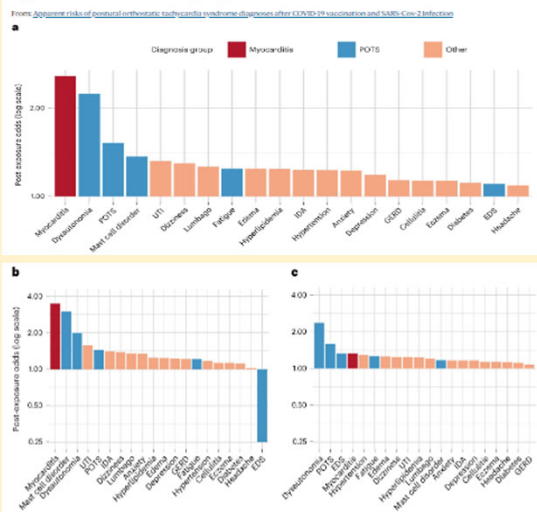 From: Apparent risks of postural orthostatic tachycardia syndrome diagnoses after COVID-19 vaccination and SARS-Cov-2 Infection
a
Diagnosis group Myocarditis POTS Other
Post-exposure odds (log scale)
2.00
1.00
Myocarditis
Dysautonomia
POTS
Mast cell disorder
UTI
Dizziness
Lumbago
Fatigue
Edema
Hyperlipidemia
IDA
Hypertension
Anxiety
Depression
GERD
Cellulitis
Eczema
Diabetes
EDS
Headache
b
Post-exposure odds (log scale)
4.00
2.00
1.00
0.50
0.25
Myocarditis
Mast cell disorder
Dysautonomia
UTI
POTS
IDA
Dizziness
Lumbago
Anxiety
Hyperlipidemia
Edema
Depression
GERD
Fatigue
Hypertension
Cellulitis
Eczema
Diabetes
Headache
EDS
c
4.00
2.00
1.00
0.50
0.25
Dysautonomia
POTS
EDS
Myocarditis
Hypertension
Fatigue
Edema
Dizziness
UTI
Hyperlipidemia
Lumbago
Mast cell disorder
Anxiety
IDA
Depression
Cellulitis
Eczema
Headache
Diabetes
GERD